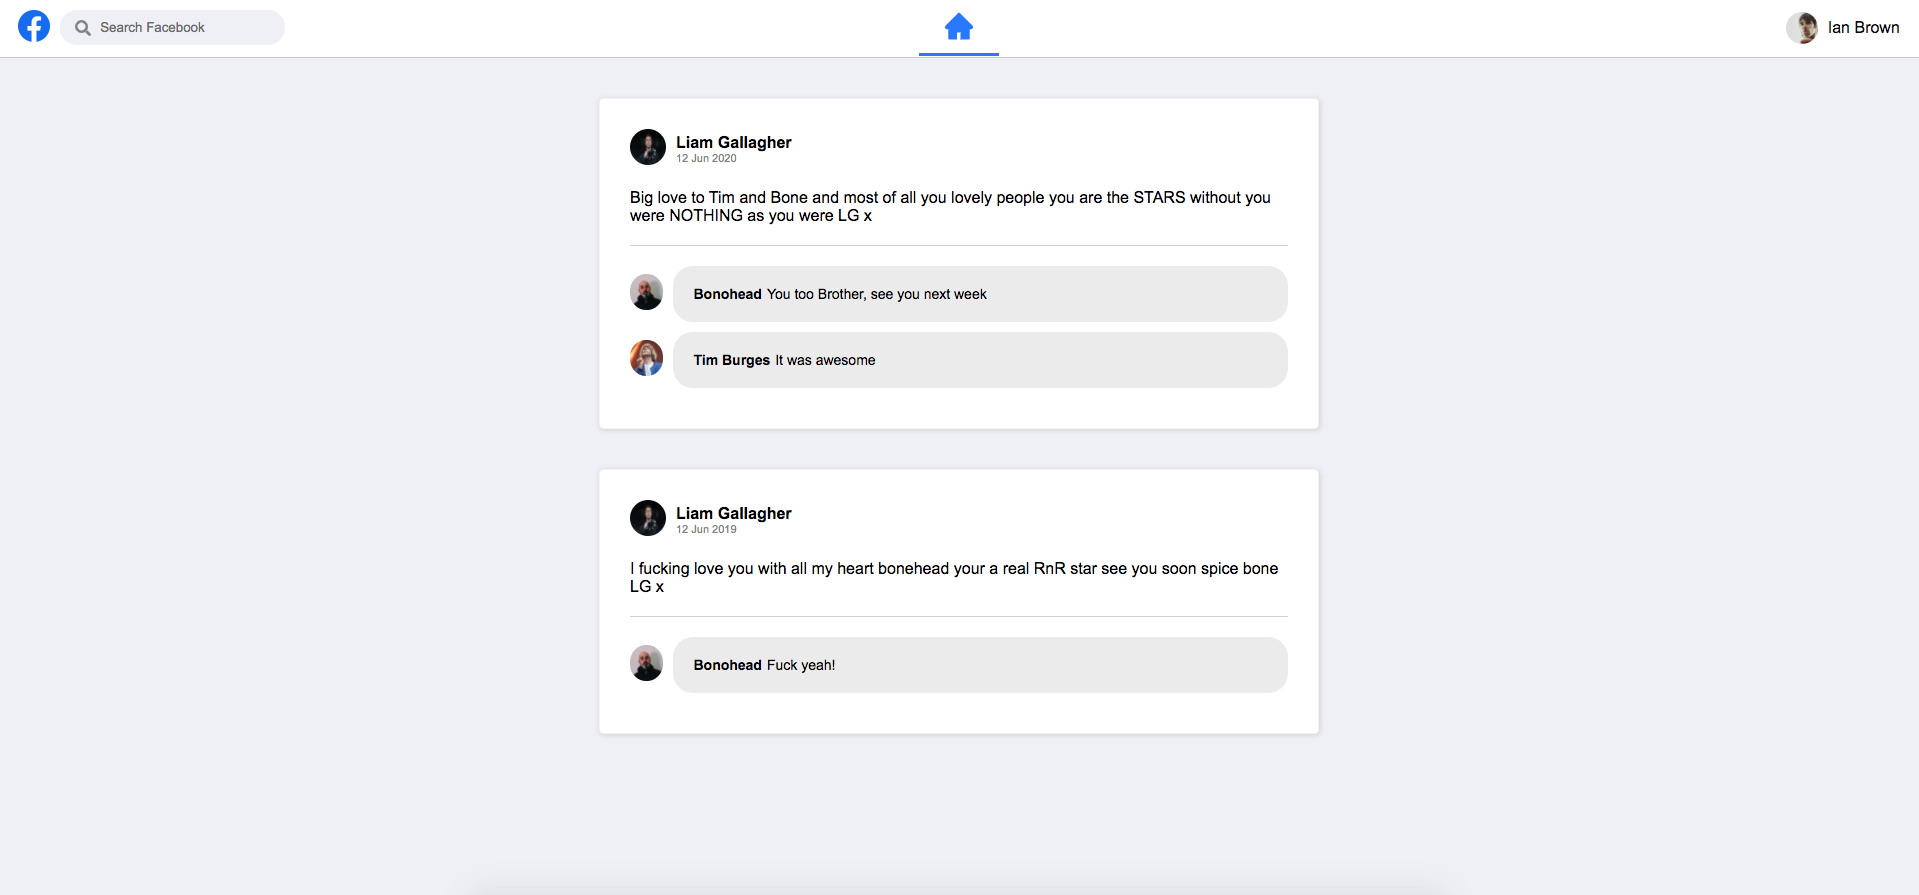 Search Facebook
Ian Brown
Liam Gallagher
12 Jun 2020
Big love to Tim and Bone and most of all you lovely people you are the STARS without you
were NOTHING as you were LG x
Bonohead You too Brother, see you next week
Tim Burges It was awesome
Liam Gallagher
12 Jun 2019
I fucking love you with all my heart bonehead your a real RnR star see you soon spice bone
LG x
Bonohead Fuck yeah!